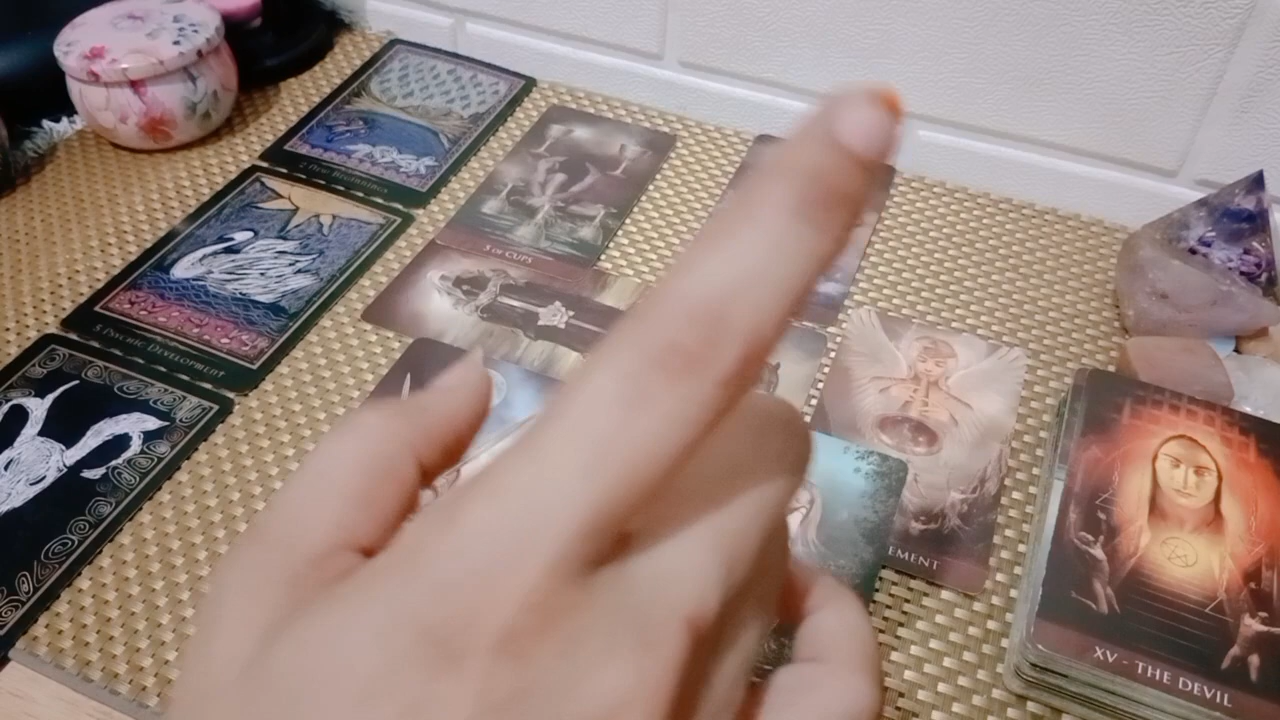 2 New Beginnings
5 OF CUPS
5 Psychic Development
EMENT
XV - THE DEVIL